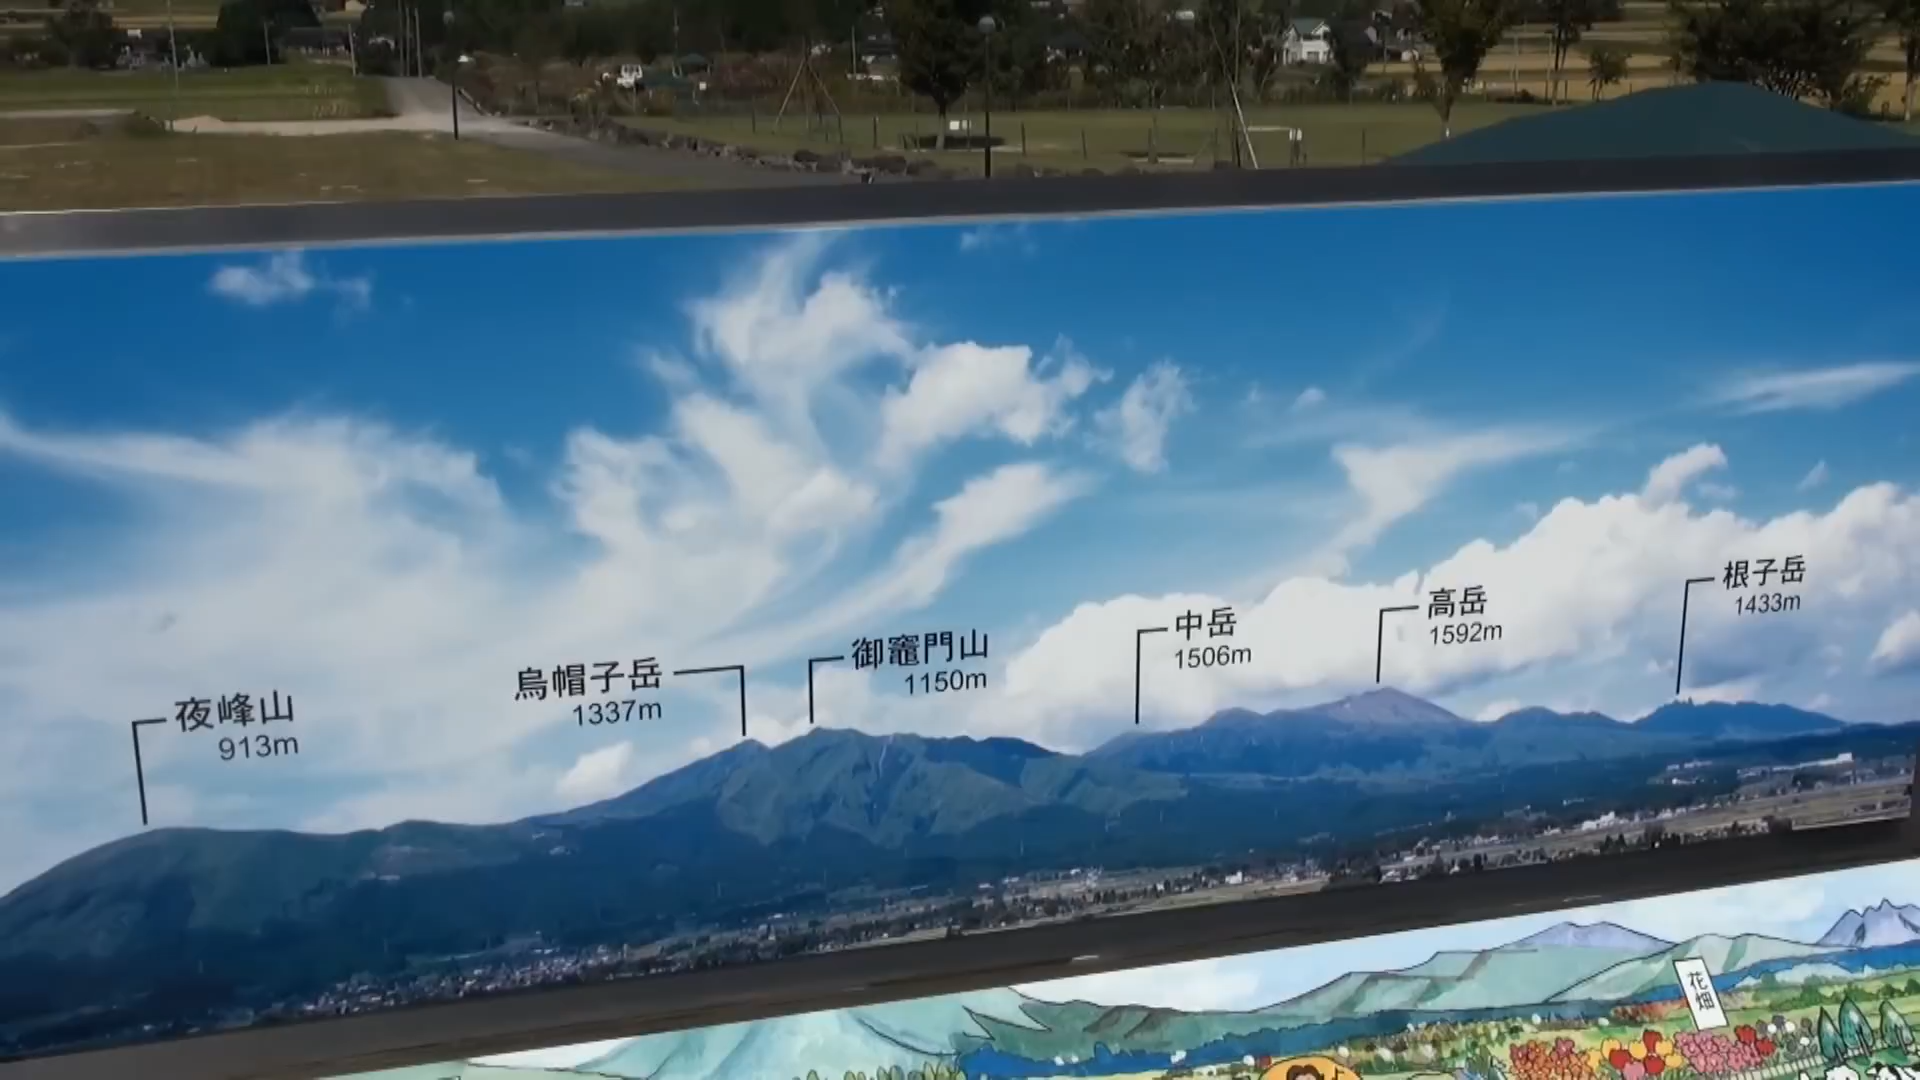 夜峰山
913m
烏帽子岳
1337m
御竈門山
1150m
中岳
1506m
高岳
1592m
根子岳
1433m
花畑